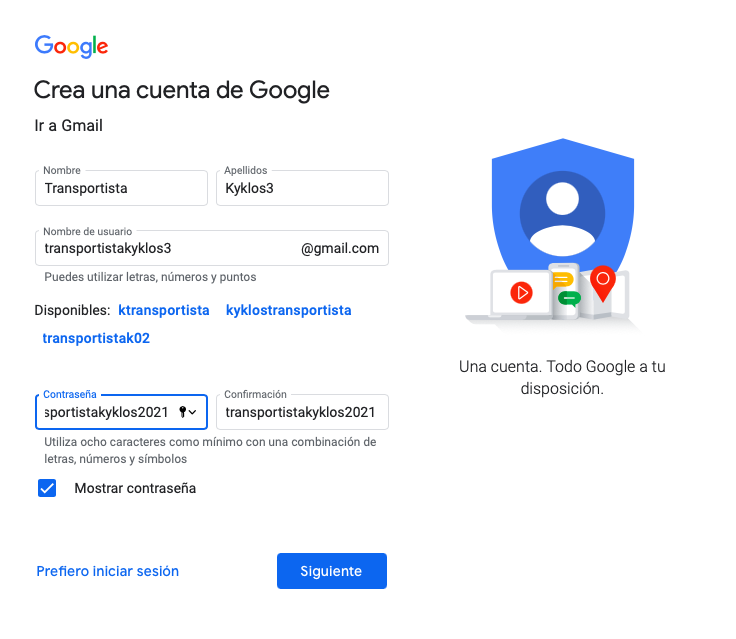 Google
Crea una cuenta de Google
Ir a Gmail
Nombre
Transportista
Apellidos
Kyklos3
Nombre de usuario
transportistakyklos3
@gmail.com
Puedes utilizar letras, números y puntos
Disponibles: ktransportista kyklostransportista
transportistak02
Contraseña
sportistakyklos2021
Confirmación
transportistakyklos2021
Utiliza ocho caracteres como mínimo con una combinación de
letras, números y símbolos
Mostrar contraseña
Prefiero iniciar sesión
Siguiente
Una cuenta. Todo Google a tu
disposición.